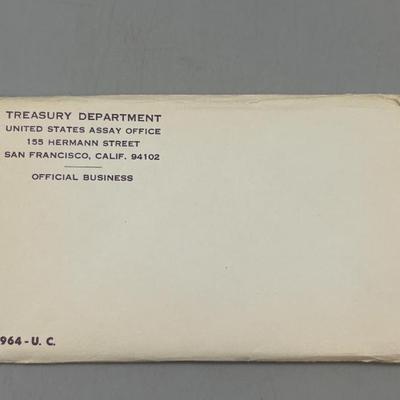 TREASURY DEPARTMENT
UNITED STATES ASSAY OFFICE
155 HERMANN STREET
SAN FRANCISCO, CALIF. 94102
OFFICIAL BUSINESS
964 - U. C.